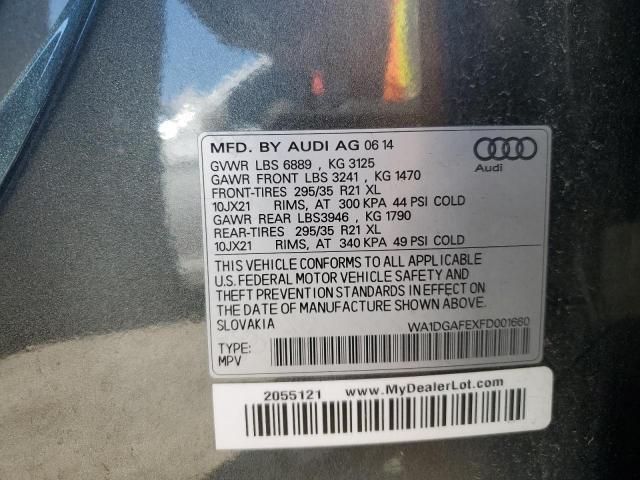 MFD. BY AUDI AG 06 14
GVWR LBS 6889 , KG 3125
GAWR FRONT LBS 3241 , KG 1470
FRONT-TIRES 295/35 R21 XL
10JX21 RIMS, AT 300 KPA 44 PSI COLD
GAWR REAR LBS3946 , KG 1790
REAR-TIRES 295/35 R21 XL
10JX21 RIMS, AT 340 KPA 49 PSI COLD
Audi
THIS VEHICLE CONFORMS TO ALL APPLICABLE
U.S. FEDERAL MOTOR VEHICLE SAFETY AND
THEFT PREVENTION STANDARDS IN EFFECT ON
THE DATE OF MANUFACTURE SHOWN ABOVE.
SLOVAKIA WA1DGAFEXFD001660
TYPE:
MPV
2055121 www.MyDealerLot.com